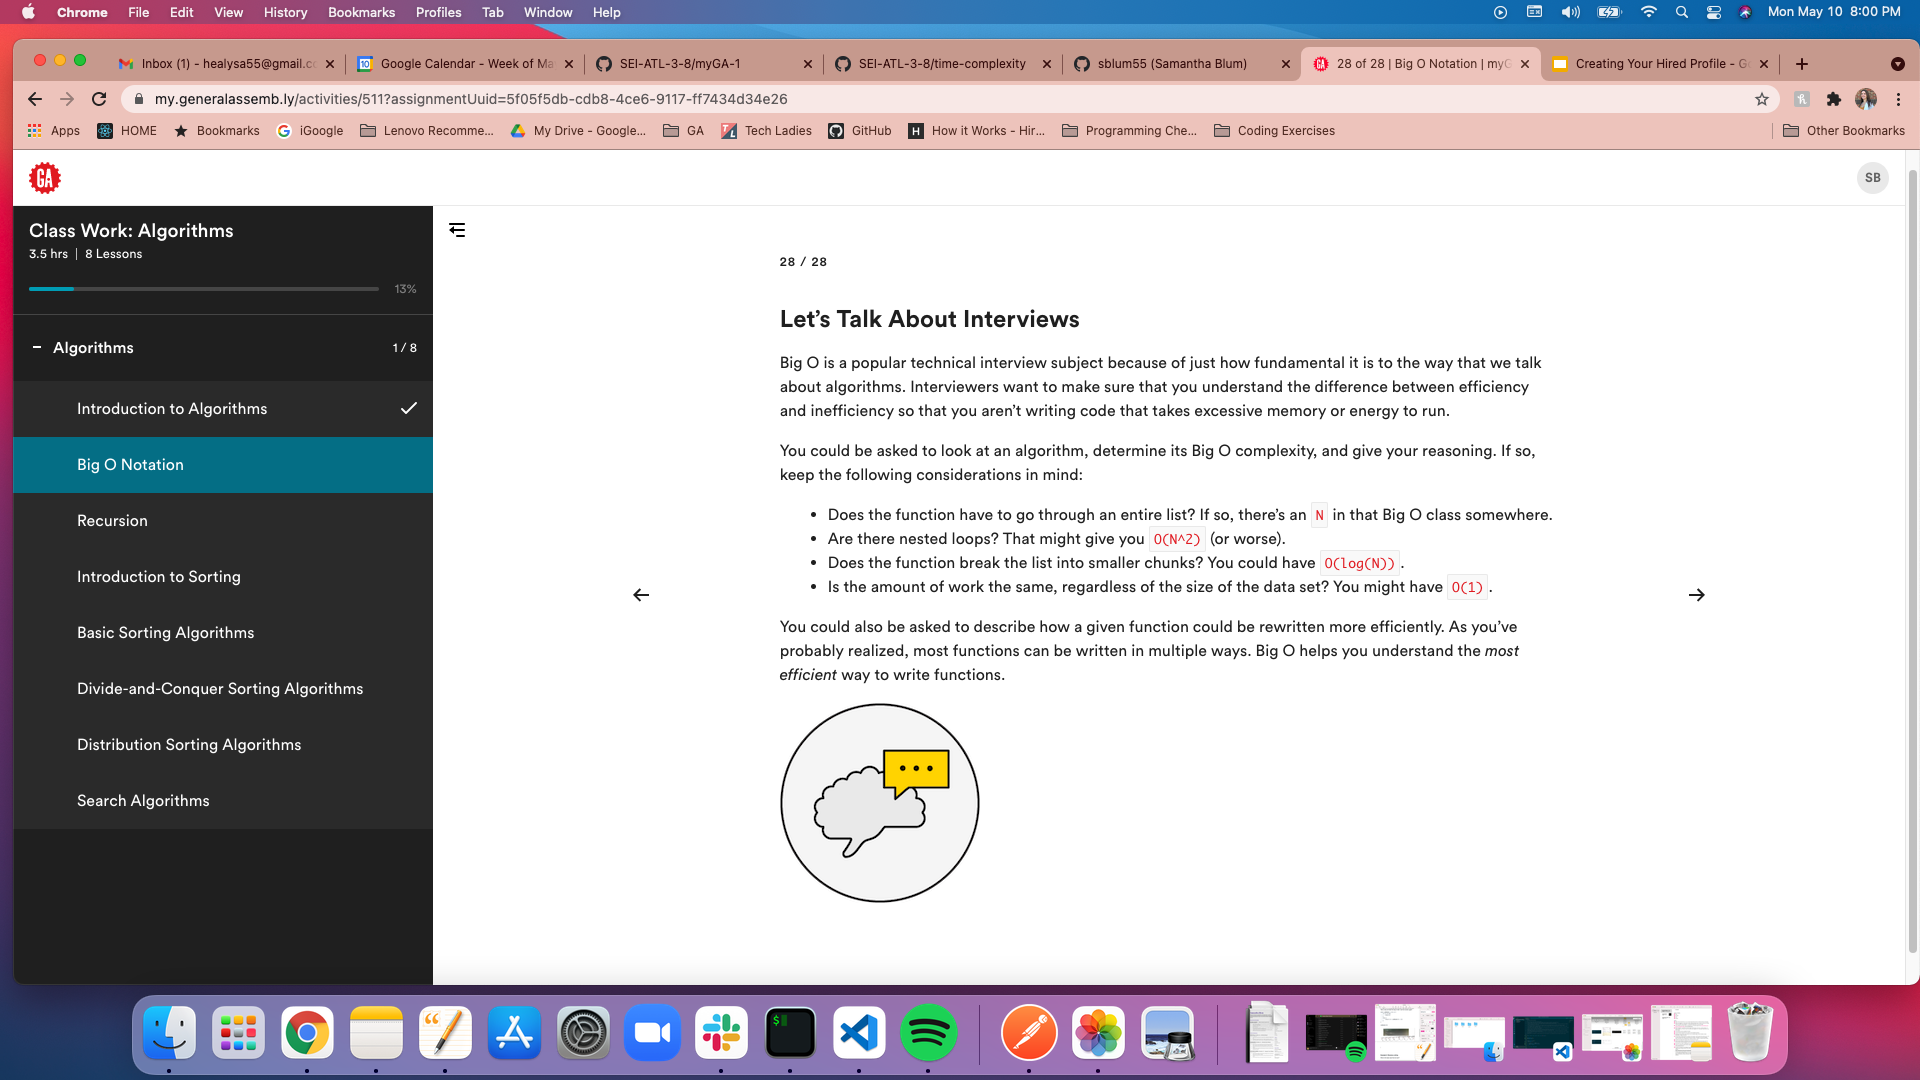 Chrome File Edit View History Bookmarks Profiles Tab Window Help Mon May 10 8:00 PM
Inbox (1) - healysa55@gmail.c Google Calendar - Week of Ma SEI-ATL-3-8/myGA-1 SEI-ATL-3-8/time-complexity sblum55 (Samantha Blum) 28 of 28 | Big O Notation | myG Creating Your Hired Profile - G
my.generalassemb.ly/activities/511?assignmentUuid=5f05f5db-cdb8-4ce6-9117-ff7434d34e26
Apps HOME Bookmarks iGoogle Lenovo Recomme... My Drive - Google... GA Tech Ladies GitHub How it Works - Hir... Programming Che... Coding Exercises Other Bookmarks
GA
SB
Class Work: Algorithms
3.5 hrs | 8 Lessons
13%
Algorithms 1 / 8
Introduction to Algorithms
Big O Notation
Recursion
Introduction to Sorting
Basic Sorting Algorithms
Divide-and-Conquer Sorting Algorithms
Distribution Sorting Algorithms
Search Algorithms
28 / 28
Let's Talk About Interviews
Big O is a popular technical interview subject because of just how fundamental it is to the way that we talk
about algorithms. Interviewers want to make sure that you understand the difference between efficiency
and inefficiency so that you aren't writing code that takes excessive memory or energy to run.
You could be asked to look at an algorithm, determine its Big O complexity, and give your reasoning. If so,
keep the following considerations in mind:
• Does the function have to go through an entire list? If so, there's an N in that Big O class somewhere.
• Are there nested loops? That might give you O(N^2) (or worse).
• Does the function break the list into smaller chunks? You could have O(log(N)).
• Is the amount of work the same, regardless of the size of the data set? You might have O(1).
You could also be asked to describe how a given function could be rewritten more efficiently. As you've
probably realized, most functions can be written in multiple ways. Big O helps you understand the most
efficient way to write functions.